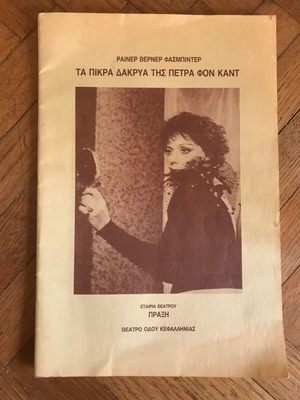 ΡΑΙΝΕΡ ΒΕΡΝΕΡ ΦΑΣΜΠΙΝΤΕΡ
ΤΑ ΠΙΚΡΑ ΔΑΚΡΥΑ ΤΗΣ ΠΕΤΡΑ ΦΟΝ ΚΑΝΤ
ΕΤΑΙΡΙΑ ΘΕΑΤΡΟΥ
ΠΡΑΞΗ
ΘΕΑΤΡΟ ΟΔΟΥ ΚΕΦΑΛΛΗΝΙΑΣ